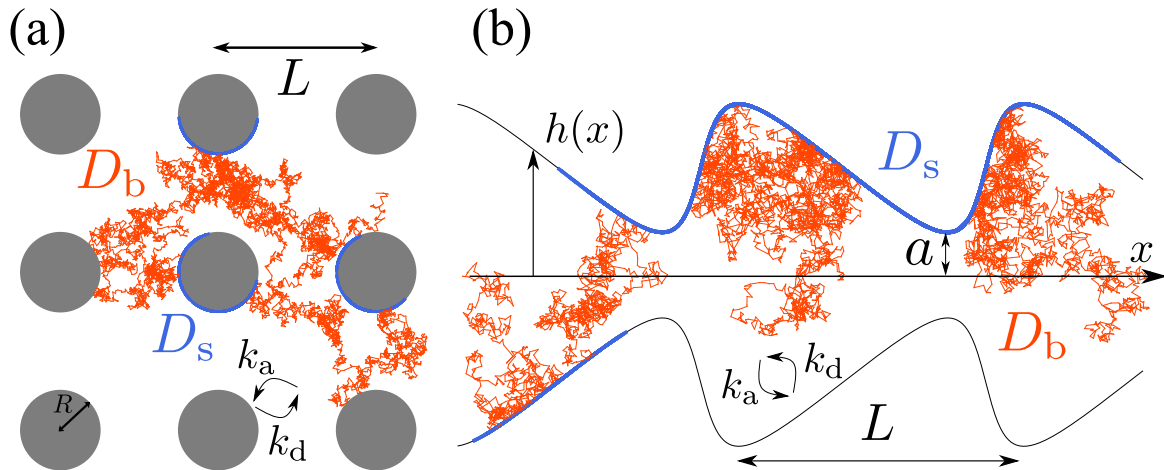 (a)
L
D_b
D_s
k_a
k_d
R
(b)
h(x)
D_s
a
x
D_b
k_a
k_d
L